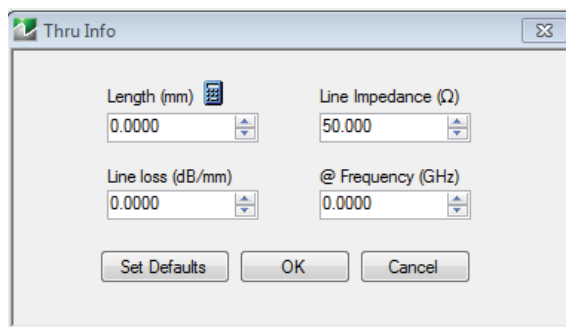 Thru Info
Length (mm) Line Impedance (Ω)
0.0000 50.000
Line loss (dB/mm) @ Frequency (GHz)
0.0000 0.0000
Set Defaults OK Cancel